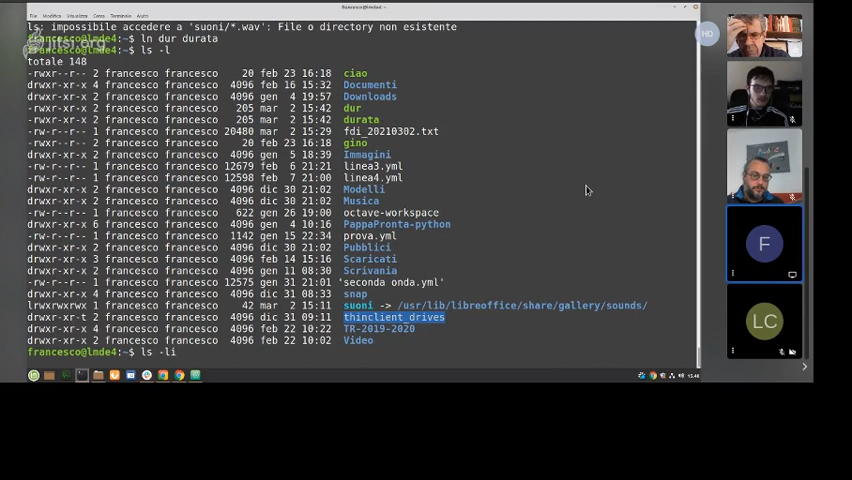 ls: impossibile accedere a 'suoni/*.wav': File o directory non esistente
francesco@lmde4:~$ ln dur durata
francesco@lmde4:~$ ls -l
totale 148
-rwxr--r-- 2 francesco francesco    20 feb 23 16:18 ciao
drwxr-xr-x 4 francesco francesco  4096 feb 16 15:32 Documenti
drwxr-xr-x 2 francesco francesco  4096 gen  4 19:57 Downloads
-rwxr--r-- 2 francesco francesco   205 mar  2 15:42 dur
-rwxr--r-- 2 francesco francesco   205 mar  2 15:42 durata
-rw-r--r-- 1 francesco francesco 20480 mar  2 15:29 fdi_20210302.txt
-rwxr--r-- 2 francesco francesco    20 feb 23 16:18 gino
drwxr-xr-x 2 francesco francesco  4096 gen  5 18:39 Immagini
-rw-r--r-- 1 francesco francesco 12679 feb  6 21:21 linea3.yml
-rw-r--r-- 1 francesco francesco 12598 feb  7 21:00 linea4.yml
drwxr-xr-x 2 francesco francesco  4096 dic 30 21:02 Modelli
drwxr-xr-x 2 francesco francesco  4096 dic 30 21:02 Musica
-rw-r--r-- 1 francesco francesco   622 gen 26 19:00 octave-workspace
drwxr-xr-x 6 francesco francesco  4096 gen  4 10:16 PappaPronta-python
-rw-r--r-- 1 francesco francesco  1142 gen 15 22:34 prova.yml
drwxr-xr-x 2 francesco francesco  4096 dic 30 21:02 Pubblici
drwxr-xr-x 3 francesco francesco  4096 feb 14 15:16 Scaricati
drwxr-xr-x 2 francesco francesco  4096 gen 11 08:30 Scrivania
-rw-r--r-- 1 francesco francesco 12575 gen 31 21:01 'seconda onda.yml'
drwxr-xr-x 4 francesco francesco  4096 dic 31 08:33 snap
lrwxrwxrwx 1 francesco francesco    42 mar  2 15:11 suoni -> /usr/lib/libreoffice/share/gallery/sounds/
drwxr-xr-t 2 francesco francesco  4096 dic 31 09:11 thinclient_drives
drwxr-xr-x 4 francesco francesco  4096 feb 22 10:22 TR-2019-2020
drwxr-xr-x 2 francesco francesco  4096 feb 22 10:02 Video
francesco@lmde4:~$ ls -li
jitsi.org
HD
F
LC